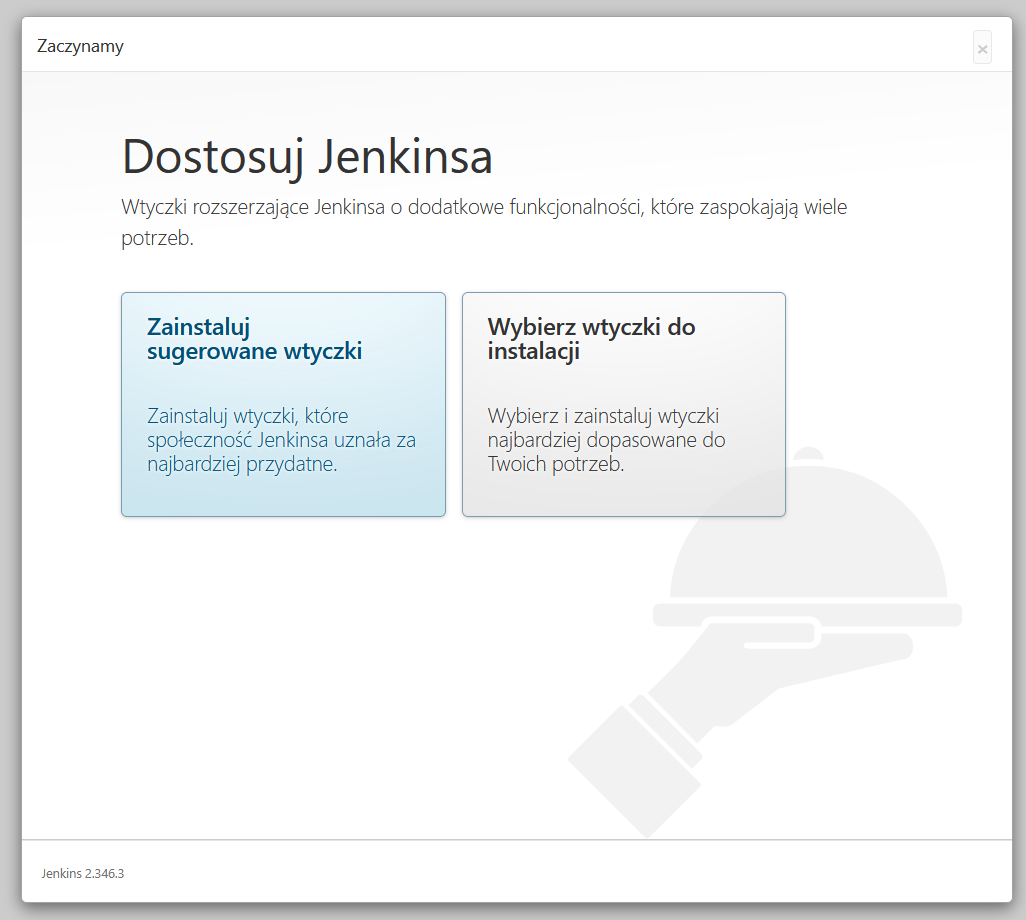 Zaczynamy
×
Dostosuj Jenkinsa
Wtyczki rozszerzające Jenkinsa o dodatkowe funkcjonalności, które zaspokajają wiele
potrzeb.
Zainstaluj
sugerowane wtyczki
Zainstaluj wtyczki, które
społeczność Jenkinsa uznała za
najbardziej przydatne.
Wybierz wtyczki do
instalacji
Wybierz i zainstaluj wtyczki
najbardziej dopasowane do
Twoich potrzeb.
Jenkins 2.346.3